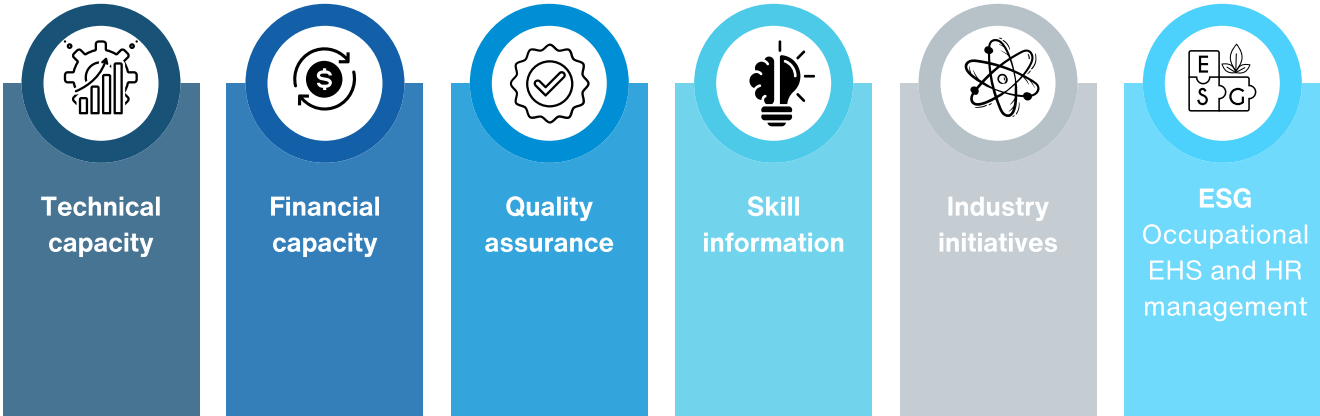 Technical
capacity
$
Financial
capacity
Quality
assurance
Skill
information
Industry
initiatives
E
S G
ESG
Occupational
EHS and HR
management